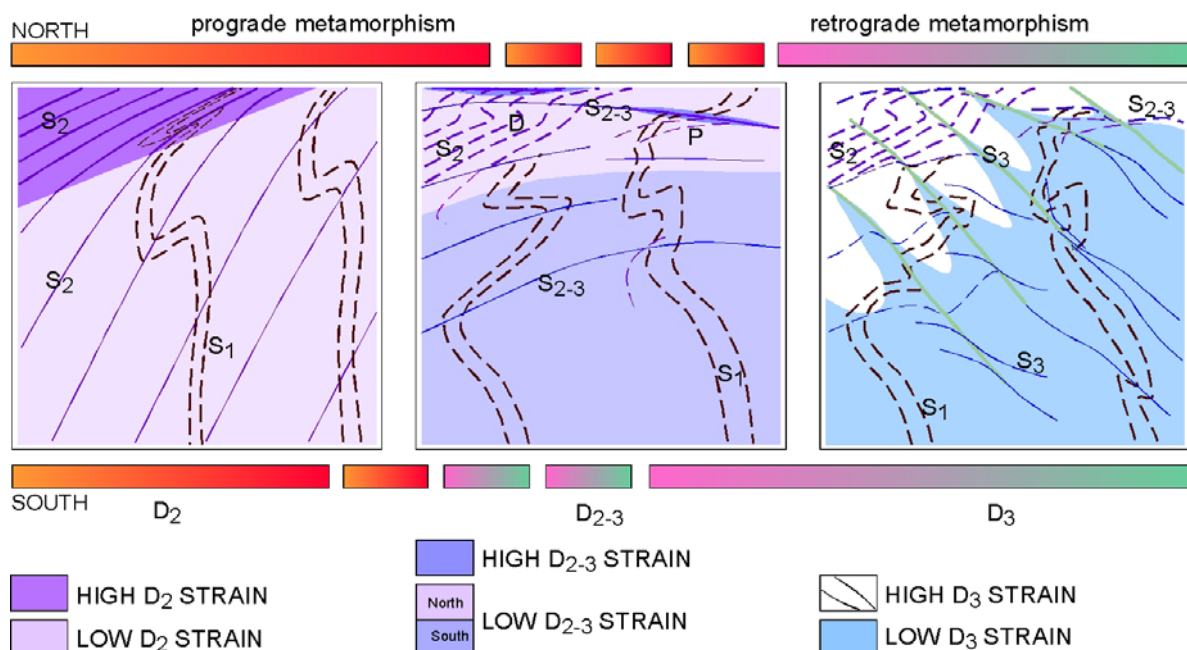 prograde metamorphism
retrograde metamorphism
NORTH
S2
S2
S1
D
S2-3
P
S2
S2-3
S1
S2-3
S2
S3
S3
S1
SOUTH
D2
D2-3
D3
HIGH D2 STRAIN
LOW D2 STRAIN
HIGH D2-3 STRAIN
North
South
LOW D2-3 STRAIN
HIGH D3 STRAIN
LOW D3 STRAIN